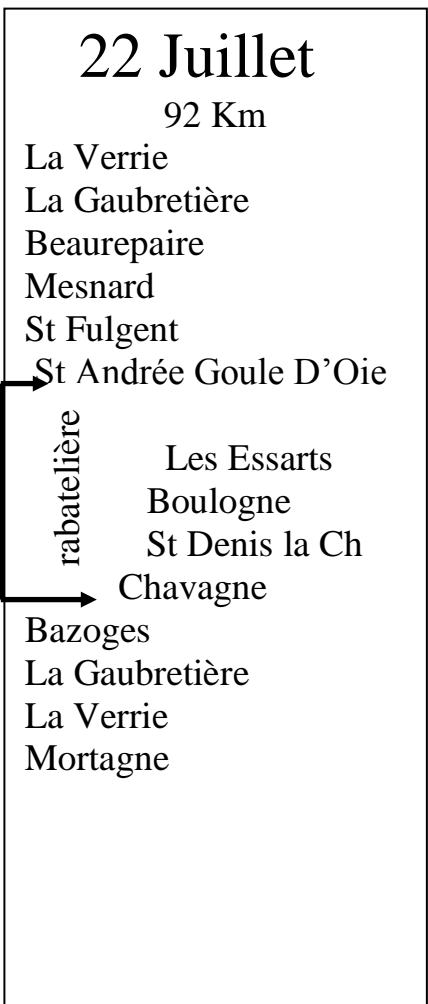 22 Juillet
92 Km
La Verrie
La Gaubretière
Beaurepaire
Mesnard
St Fulgent
St Andrée Goule D’Oie
rabatelière
Les Essarts
Boulogne
St Denis la Ch
Chavagne
Bazoges
La Gaubretière
La Verrie
Mortagne